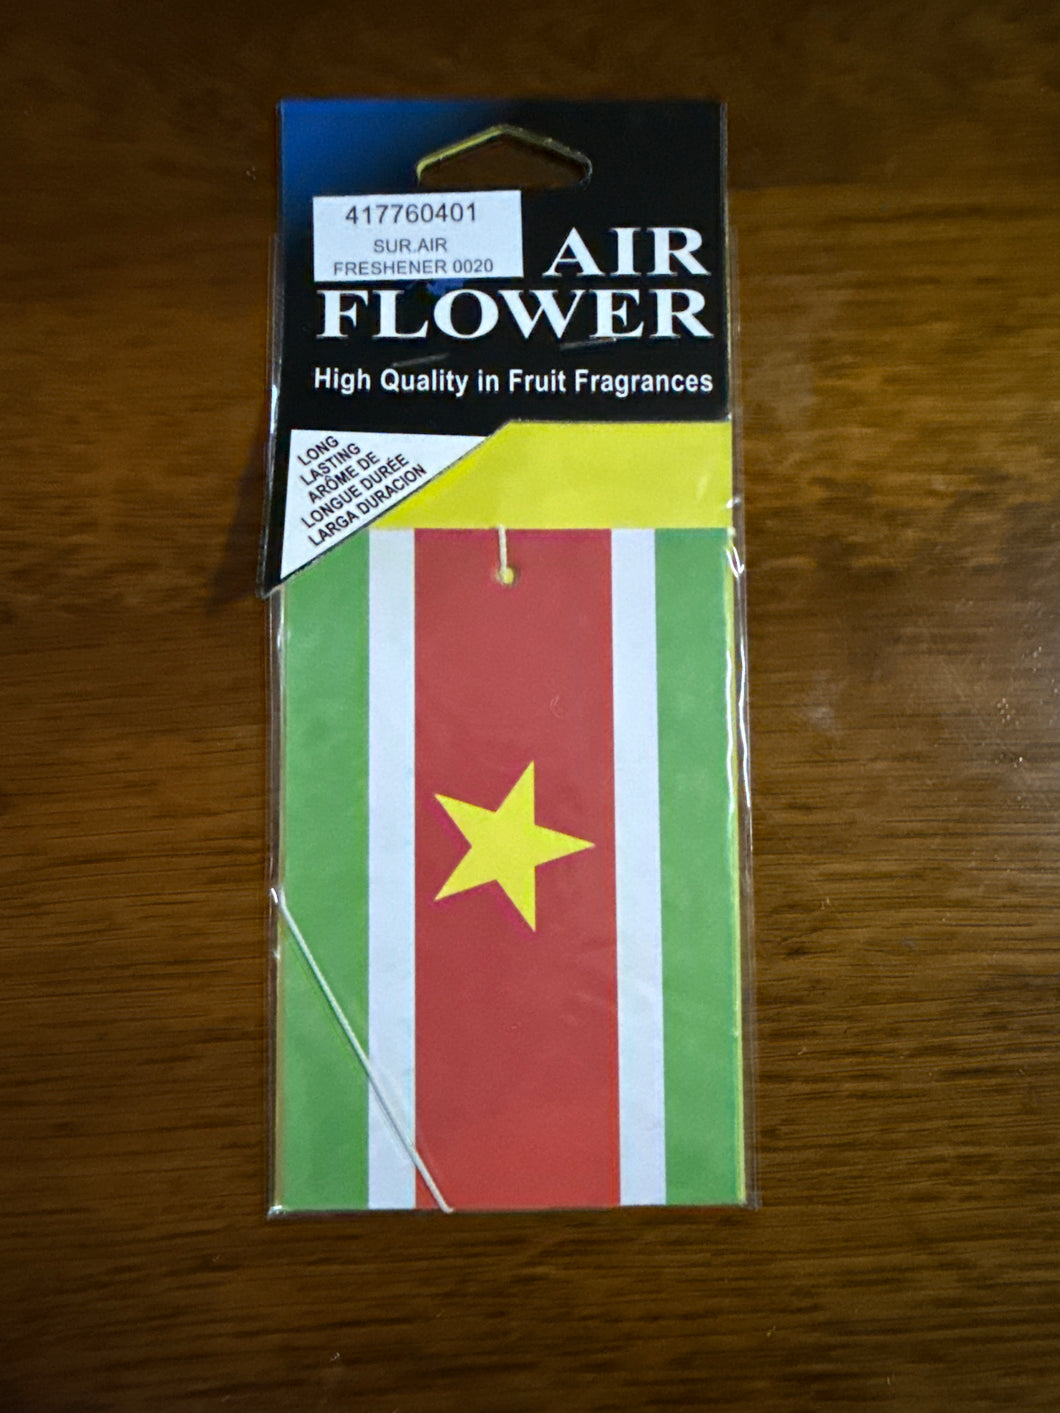 417760401
SUR.AIR
FRESHENER 0020
AIR
FLOWER
High Quality in Fruit Fragrances
LONG
LASTING
ARÔME DE
LONGUE DURÉE
LARGA DURACION